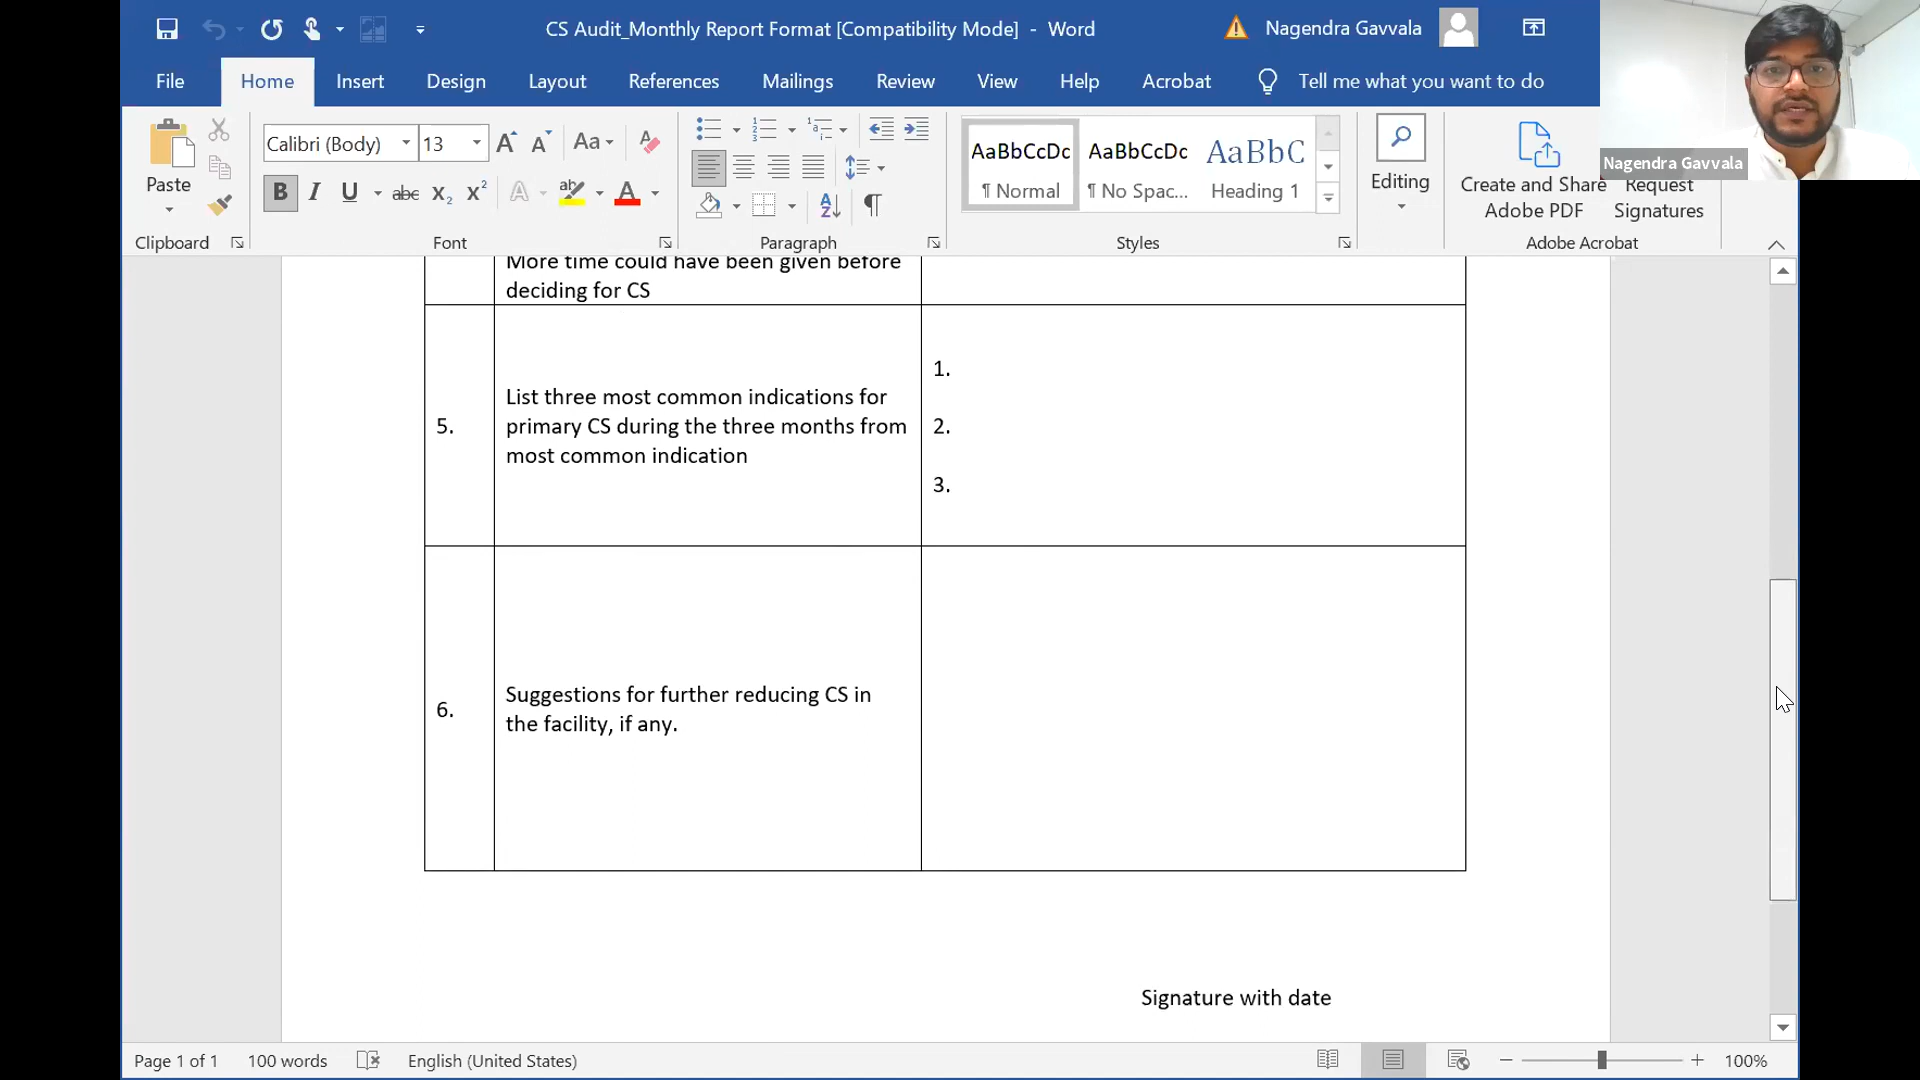 CS Audit_Monthly Report Format [Compatibility Mode] - Word
Nagendra Gavvala
File Home Insert Design Layout References Mailings Review View Help Acrobat Tell me what you want to do
Nagendra Gavvala
Paste
Clipboard
Calibri (Body) 13
Font
Paragraph
AaBbCcDc AaBbCcDc AaBbC
¶ Normal ¶ No Spac... Heading 1
Styles
Editing
Create and Share
Adobe PDF
Request
Signatures
Adobe Acrobat
More time could have been given before
deciding for CS
5.
List three most common indications for
primary CS during the three months from
most common indication
1.
2.
3.
6.
Suggestions for further reducing CS in
the facility, if any.
Signature with date
Page 1 of 1 100 words English (United States) 100%